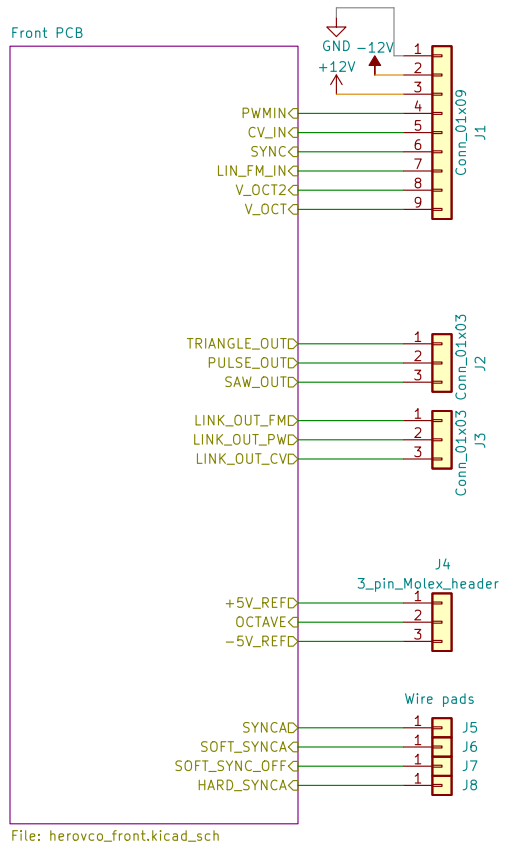 Front PCB
GND
-12V
+12V
1
2
3
PWMIN 4
CV_IN 5
SYNC 6
LIN_FM_IN 7
V_OCT2 8
V_OCT 9
Conn_01x09
J1
TRIANGLE_OUT 1
PULSE_OUT 2
SAW_OUT 3
Conn_01x03
J2
LINK_OUT_FM 1
LINK_OUT_PW 2
LINK_OUT_CV 3
Conn_01x03
J3
J4
3_pin_Molex_header
+5V_REF 1
OCTAVE 2
-5V_REF 3
Wire pads
SYNCA 1 J5
SOFT_SYNCA 1 J6
SOFT_SYNC_OFF 1 J7
HARD_SYNCA 1 J8
File: herovco_front.kicad_sch